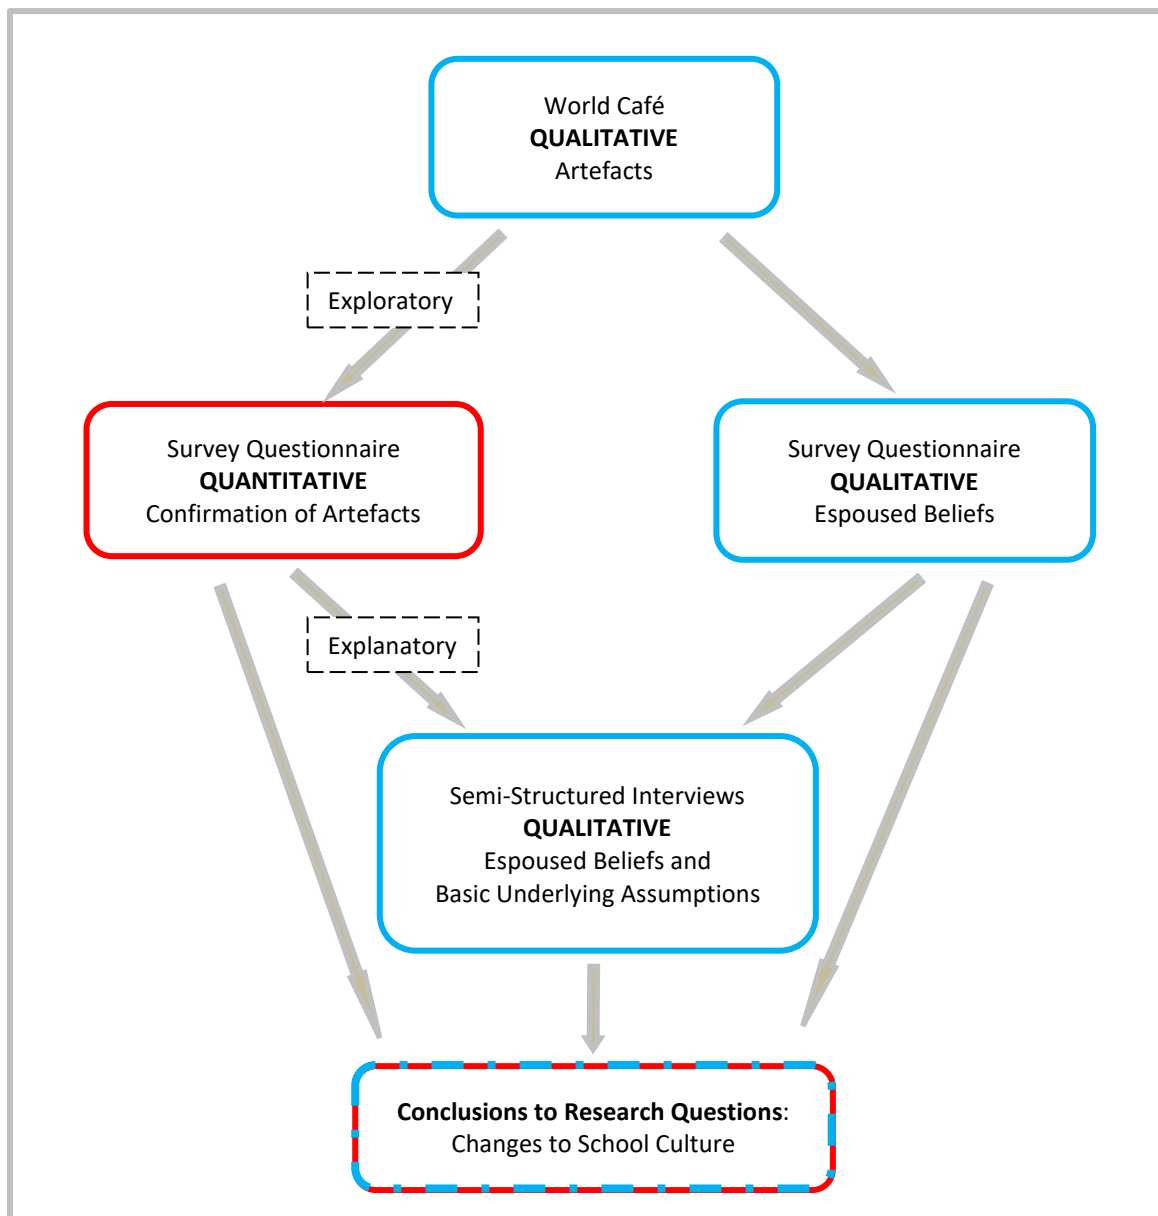 World Café
QUALITATIVE
Artefacts
Exploratory
Survey Questionnaire
QUANTITATIVE
Confirmation of Artefacts
Survey Questionnaire
QUALITATIVE
Espoused Beliefs
Explanatory
Semi-Structured Interviews
QUALITATIVE
Espoused Beliefs and
Basic Underlying Assumptions
Conclusions to Research Questions:
Changes to School Culture